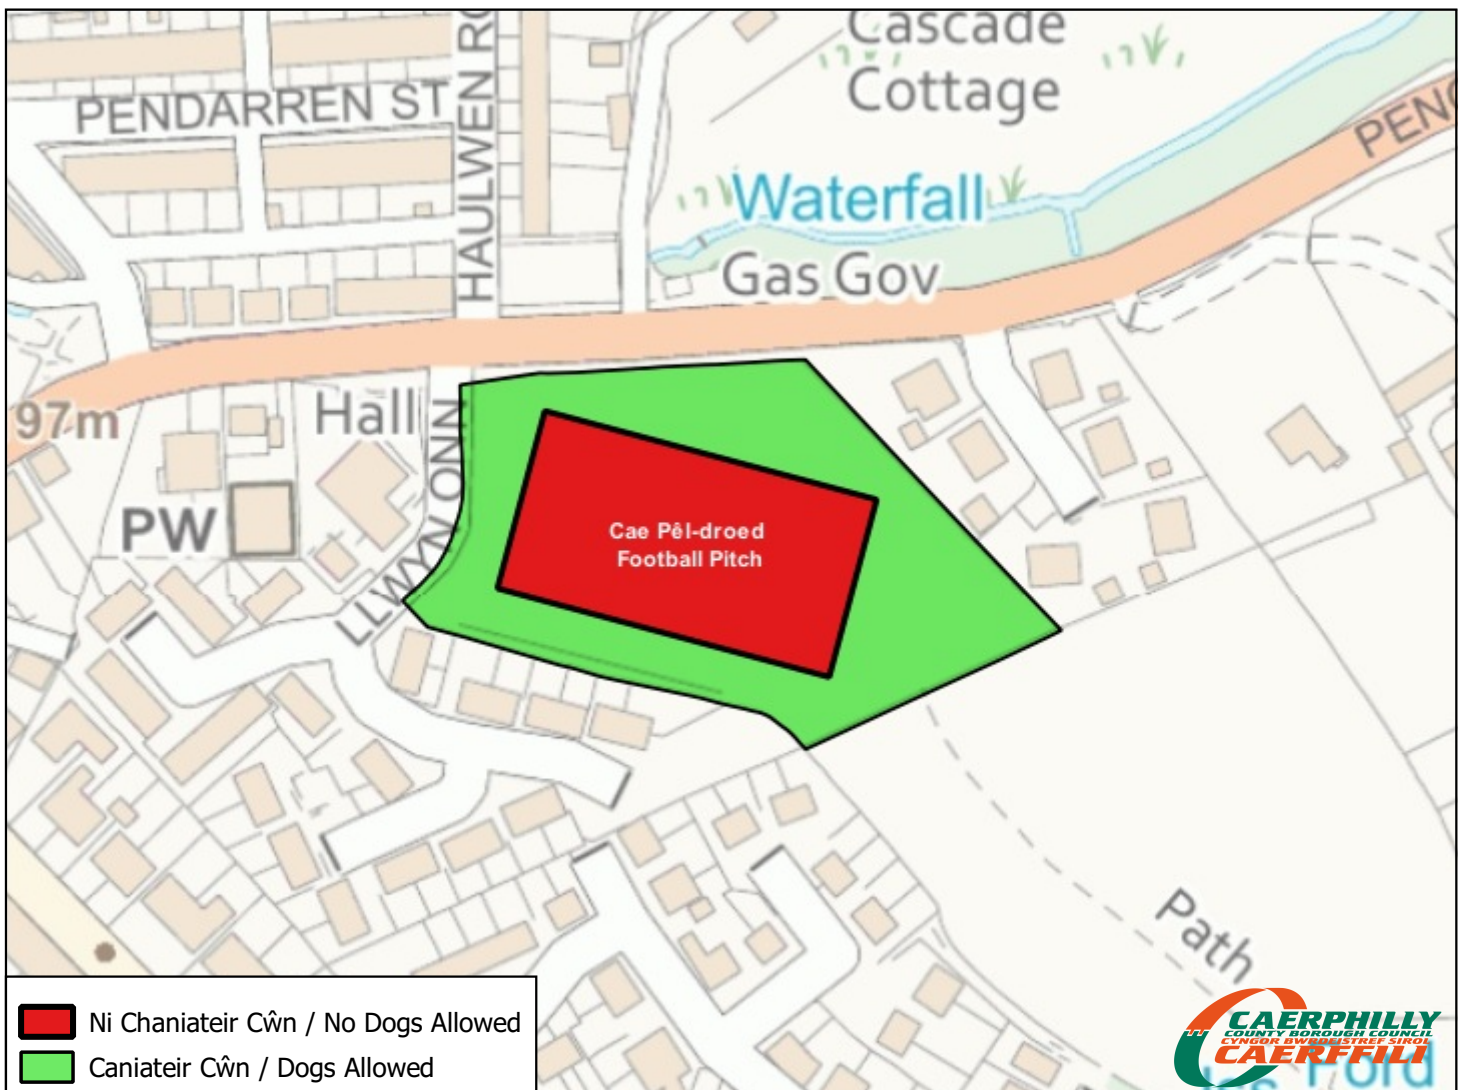 Cascade
Cottage
PENDARREN ST
HAULWEN RO
PENG
Waterfall
Gas Gov
97m
Hall
PW
LLWYN ONN
Cae Pêl-droed
Football Pitch
Path
Ni Chaniateir Cŵn / No Dogs Allowed
Caniateir Cŵn / Dogs Allowed
CAERPHILLY
COUNTY BOROUGH COUNCIL
CYNGOR BWRDEISTREF SIROL
CAERFFILI
Ford